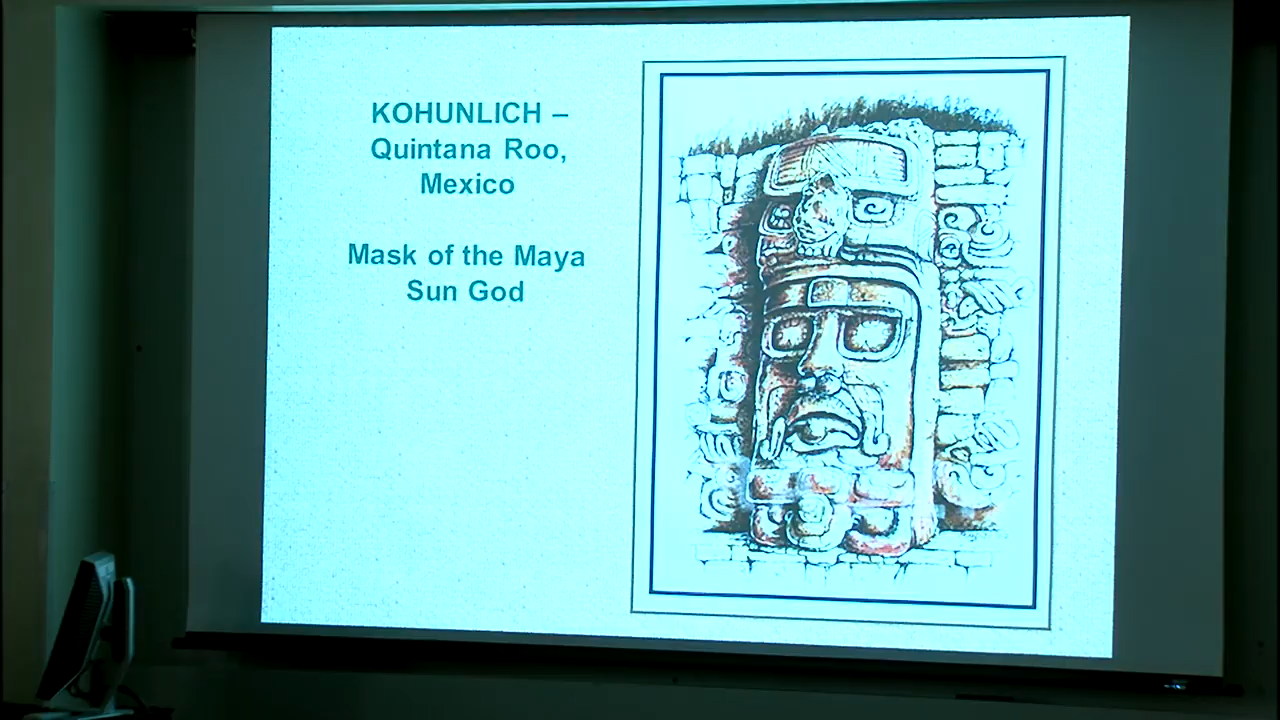 KOHUNLICH –
Quintana Roo,
Mexico
Mask of the Maya
Sun God